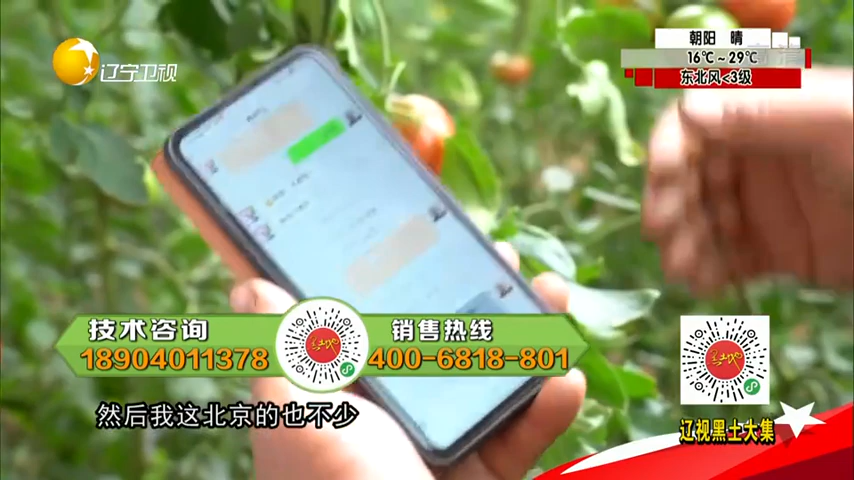 辽宁卫视
朝阳 晴
16℃~29℃
东北风<3级
技术咨询
18904011378
销售热线
400-6818-801
然后我这北京的也不少
辽视黑土大集